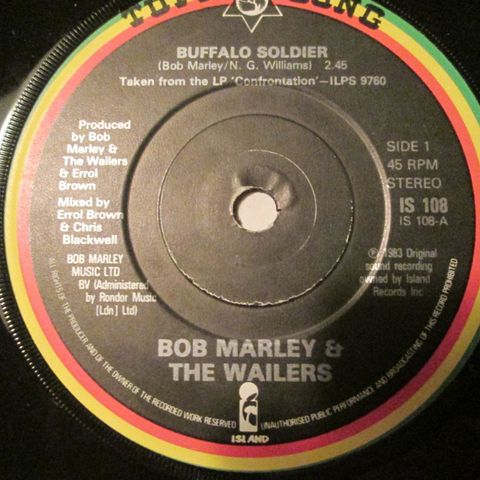 BUFFALO SOLDIER
(Bob Marley/N. G. Williams) 2.45
Taken from the LP 'Confrontation'—ILPS 9760
Produced
by Bob
Marley &
The Wailers
& Errol
Brown
Mixed by
Errol Brown
& Chris
Blackwell
BOB MARLEY
MUSIC LTD
BV (Administered
by Rondor Music
[Ldn] Ltd)
SIDE 1
45 RPM
STEREO
IS 108
IS 108-A
℗ 1983 Original
sound recording
owned by Island
Records Inc
BOB MARLEY &
THE WAILERS
ISLAND
ALL RIGHTS OF THE PRODUCER AND OF THE OWNER OF THE RECORDED WORK RESERVED
UNAUTHORISED PUBLIC PERFORMANCE AND BROADCASTING OF THIS RECORD PROHIBITED